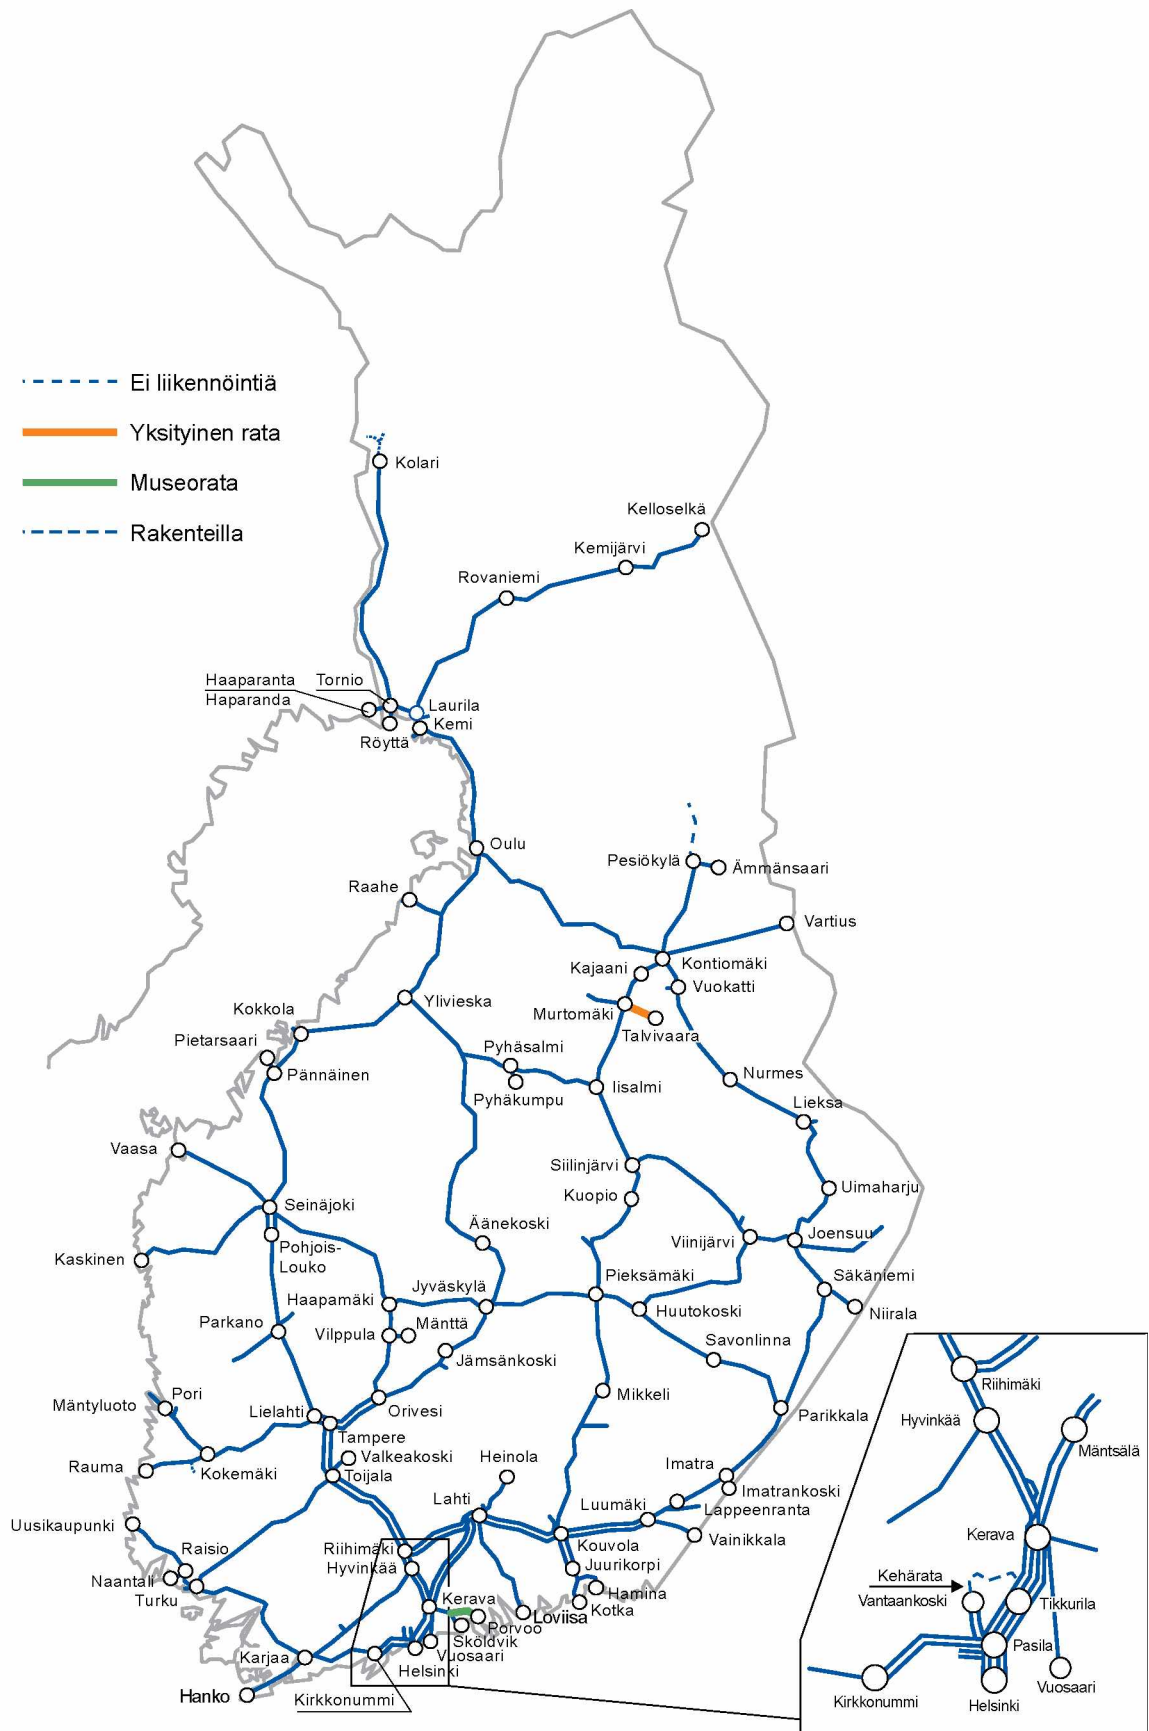 Ei liikennöintiä
Yksityinen rata
Museorata
Rakenteilla
Kolari
Kelloselkä
Kemijärvi
Rovaniemi
Haaparanta
Haparanda
Tornio
Laurila
Kemi
Röyttä
Oulu
Raahe
Pesiökylä
Ämmänsaari
Vartius
Kontiomäki
Kajaani
Vuokatti
Ylivieska
Murtomäki
Talvivaara
Kokkola
Pietarsaari
Pännäinen
Pyhäsalmi
Pyhäkumpu
Iisalmi
Nurmes
Lieksa
Vaasa
Siilinjärvi
Kuopio
Uimaharju
Seinäjoki
Pohjois-
Louko
Äänekoski
Viinijärvi
Joensuu
Kaskinen
Haapamäki
Jyväskylä
Pieksämäki
Säkäniemi
Huutokoski
Niirala
Parkano
Vilppula
Mänttä
Jämsänkoski
Savonlinna
Mäntyluoto
Pori
Lielahti
Orivesi
Mikkeli
Parikkala
Tampere
Valkeakoski
Toijala
Rauma
Kokemäki
Heinola
Imatra
Imatrankoski
Lahti
Luumäki
Lappeenranta
Uusikaupunki
Kouvola
Vainikkala
Raisio
Riihimäki
Hyvinkää
Juurikorpi
Naantali
Turku
Hamina
Kotka
Kerava
Porvoo
Loviisa
Sköldvik
Vuosaari
Karjaa
Helsinki
Hanko
Kirkkonummi
Riihimäki
Hyvinkää
Mäntsälä
Kerava
Kehärata
Vantaankoski
Tikkurila
Pasila
Kirkkonummi
Helsinki
Vuosaari